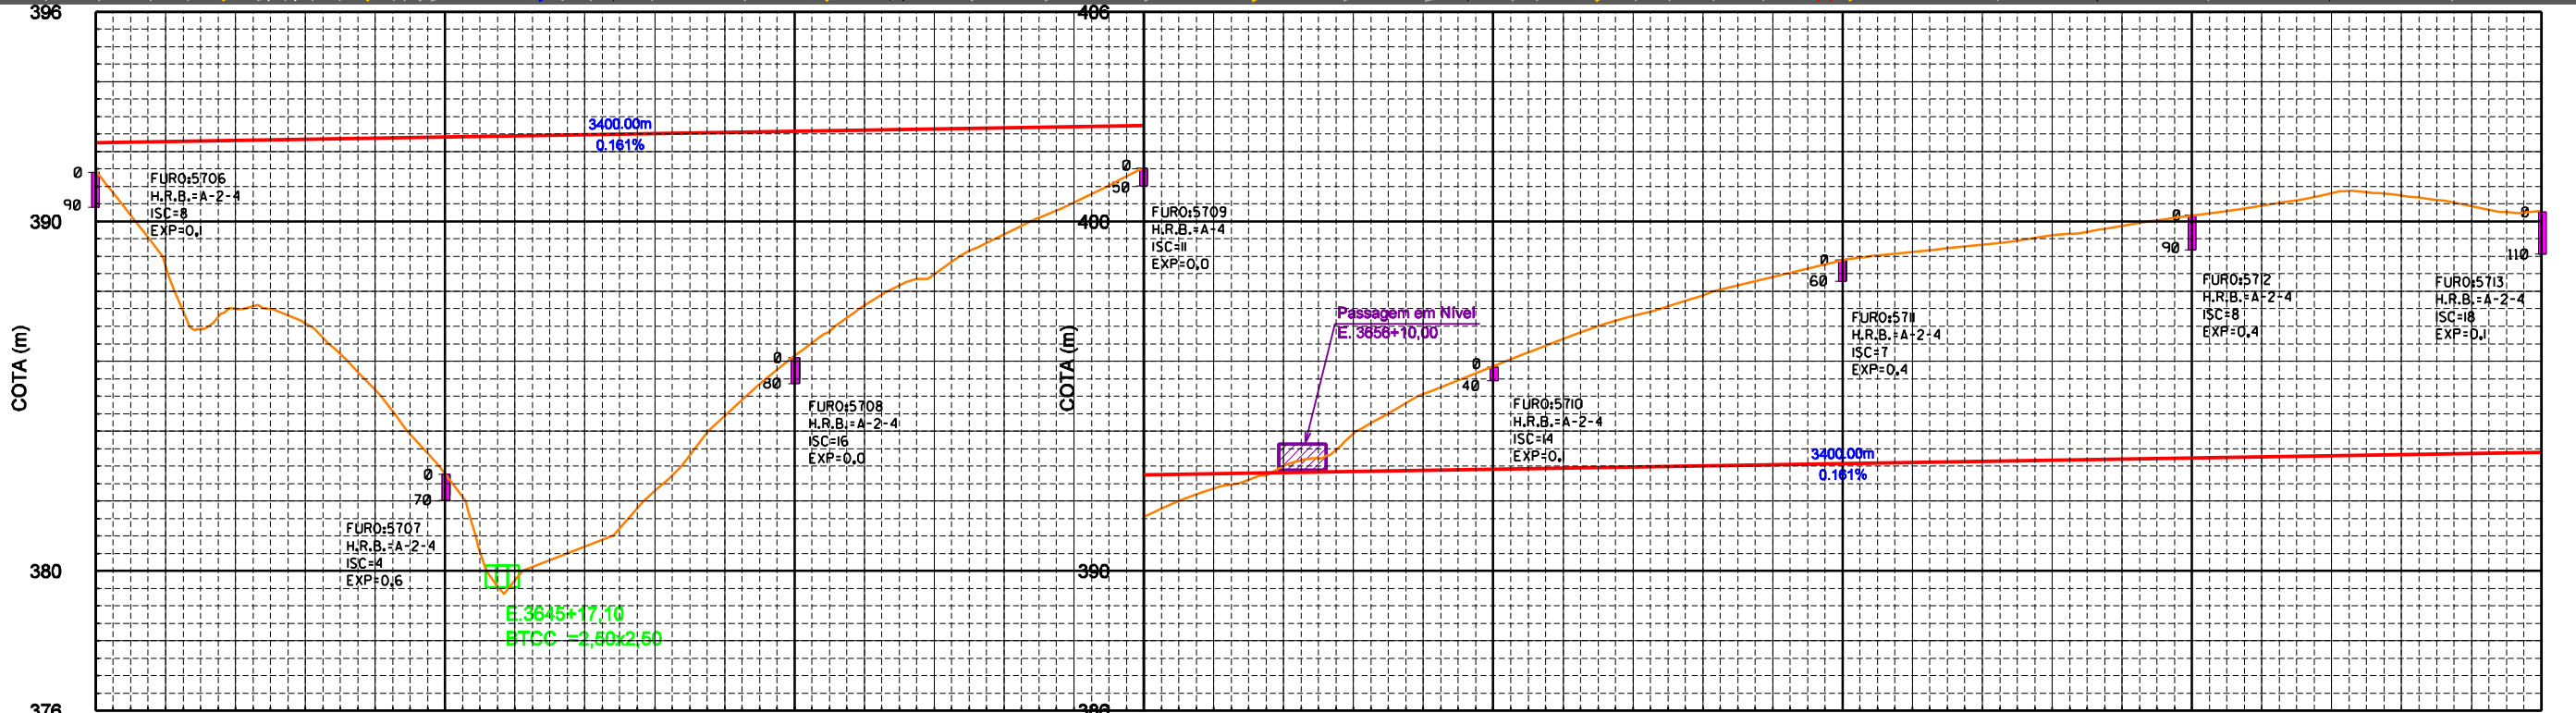 396
406
3400.00m
0.161%
0
90
FURO:5706
H.R.B.=A-2-4
ISC=8
EXP=0,1
390
0
50
FURO:5709
H.R.B.=A-4
ISC=11
EXP=0.0
400
0
90
0
110
FURO:5712
H.R.B.=A-2-4
ISC=8
EXP=0.4
FURO:5713
H.R.B.=A-2-4
ISC=18
EXP=0,1
0
60
FURO:5711
H.R.B.=A-2-4
ISC=7
EXP=0.4
Passagem em Nível
E. 3656+10,00
COTA (m)
COTA (m)
0
80
FURO:5708
H.R.B.=A-2-4
ISC=16
EXP=0.0
0
40
FURO:5710
H.R.B.=A-2-4
ISC=14
EXP=0.
3400.00m
0.161%
0
70
FURO:5707
H.R.B.=A-2-4
ISC=4
EXP=0.6
380
390
E.3645+17,10
BTCC =2,50x2,50
376
386